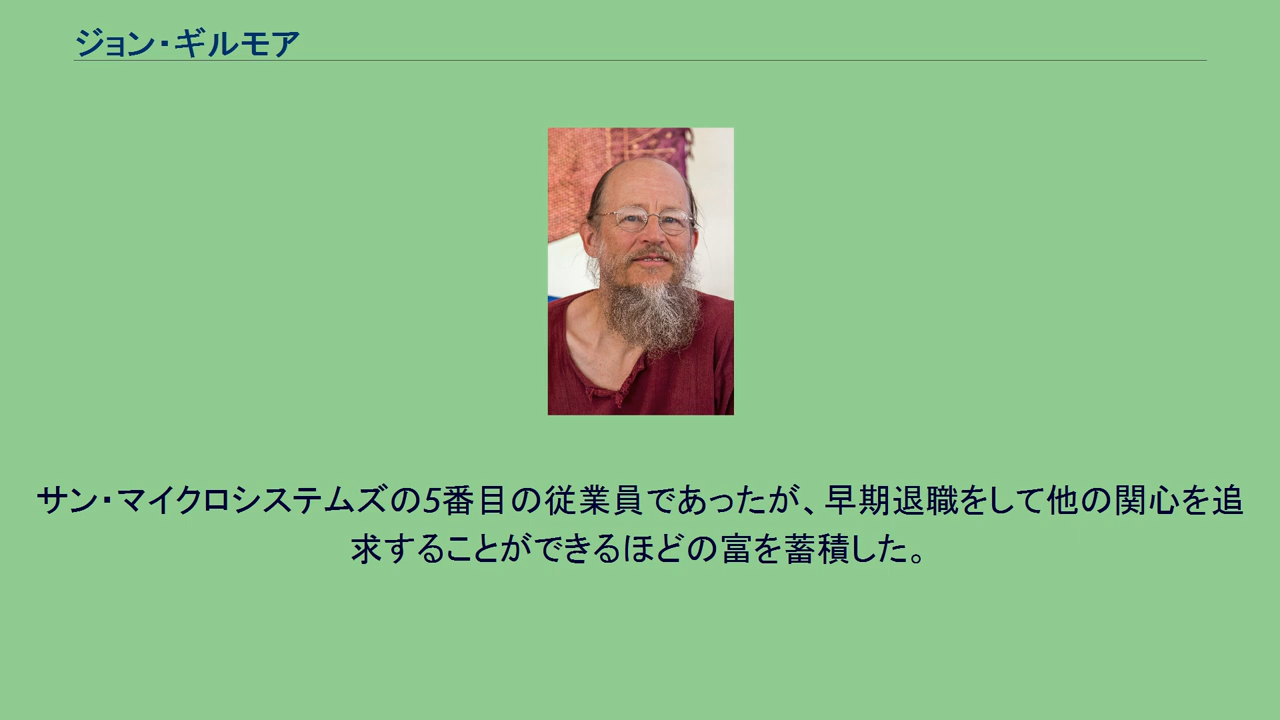 ジョン・ギルモア
サン・マイクロシステムズの5番目の従業員であったが、早期退職をして他の関心を追
求することができるほどの富を蓄積した。